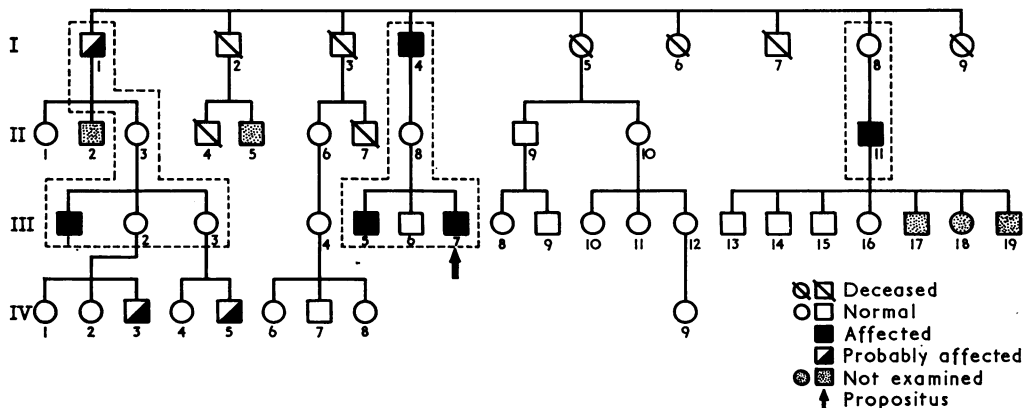 I
1 2 3 4 5 6 7 8 9
II
1 2 3 4 5 6 7 8 9 10 11
III
2 3 4 5 6 7 8 9 10 11 12 13 14 15 16 17 18 19
IV
1 2 3 4 5 6 7 8 9
Deceased
Normal
Affected
Probably affected
Not examined
Propositus